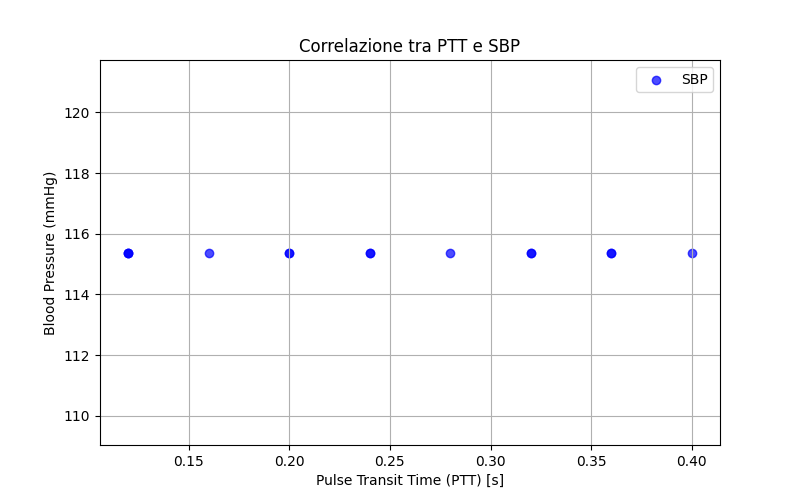 Correlazione tra PTT e SBP
SBP
120
118
116
114
112
110
Blood Pressure (mmHg)
0.15 0.20 0.25 0.30 0.35 0.40
Pulse Transit Time (PTT) [s]